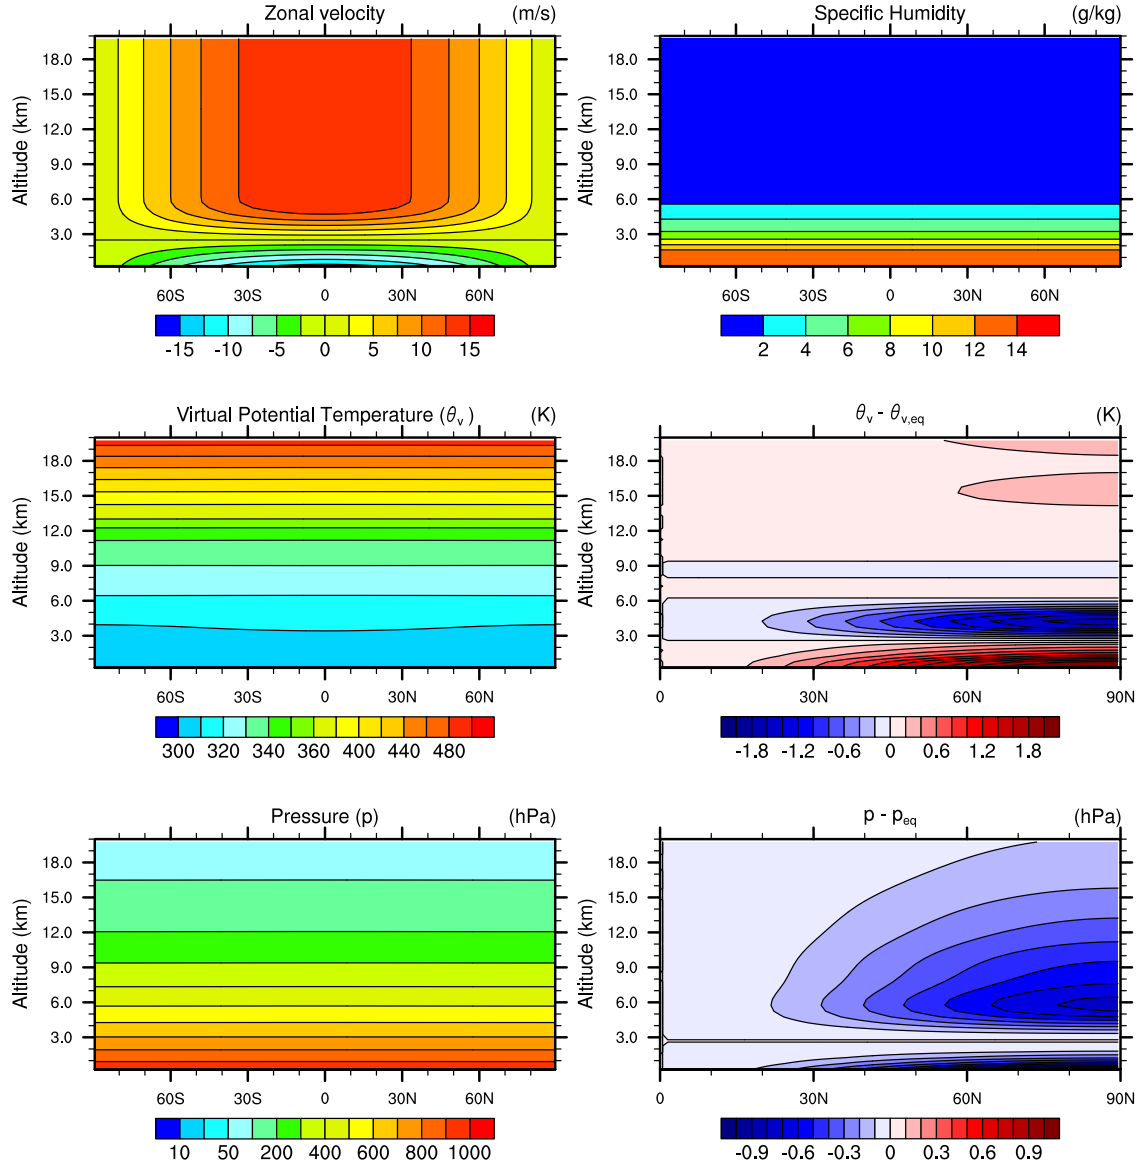 Zonal velocity (m/s)
Altitude (km)
18.0
15.0
12.0
9.0
6.0
3.0
60S 30S 0 30N 60N
-15 -10 -5 0 5 10 15
Specific Humidity (g/kg)
Altitude (km)
18.0
15.0
12.0
9.0
6.0
3.0
60S 30S 0 30N 60N
2 4 6 8 10 12 14
Virtual Potential Temperature (θv) (K)
Altitude (km)
18.0
15.0
12.0
9.0
6.0
3.0
60S 30S 0 30N 60N
300 320 340 360 400 440 480
θv - θv,eq (K)
Altitude (km)
18.0
15.0
12.0
9.0
6.0
3.0
0 30N 60N 90N
-1.8 -1.2 -0.6 0 0.6 1.2 1.8
Pressure (p) (hPa)
Altitude (km)
18.0
15.0
12.0
9.0
6.0
3.0
60S 30S 0 30N 60N
10 50 200 400 600 800 1000
p - peq (hPa)
Altitude (km)
18.0
15.0
12.0
9.0
6.0
3.0
0 30N 60N 90N
-0.9 -0.6 -0.3 0 0.3 0.6 0.9